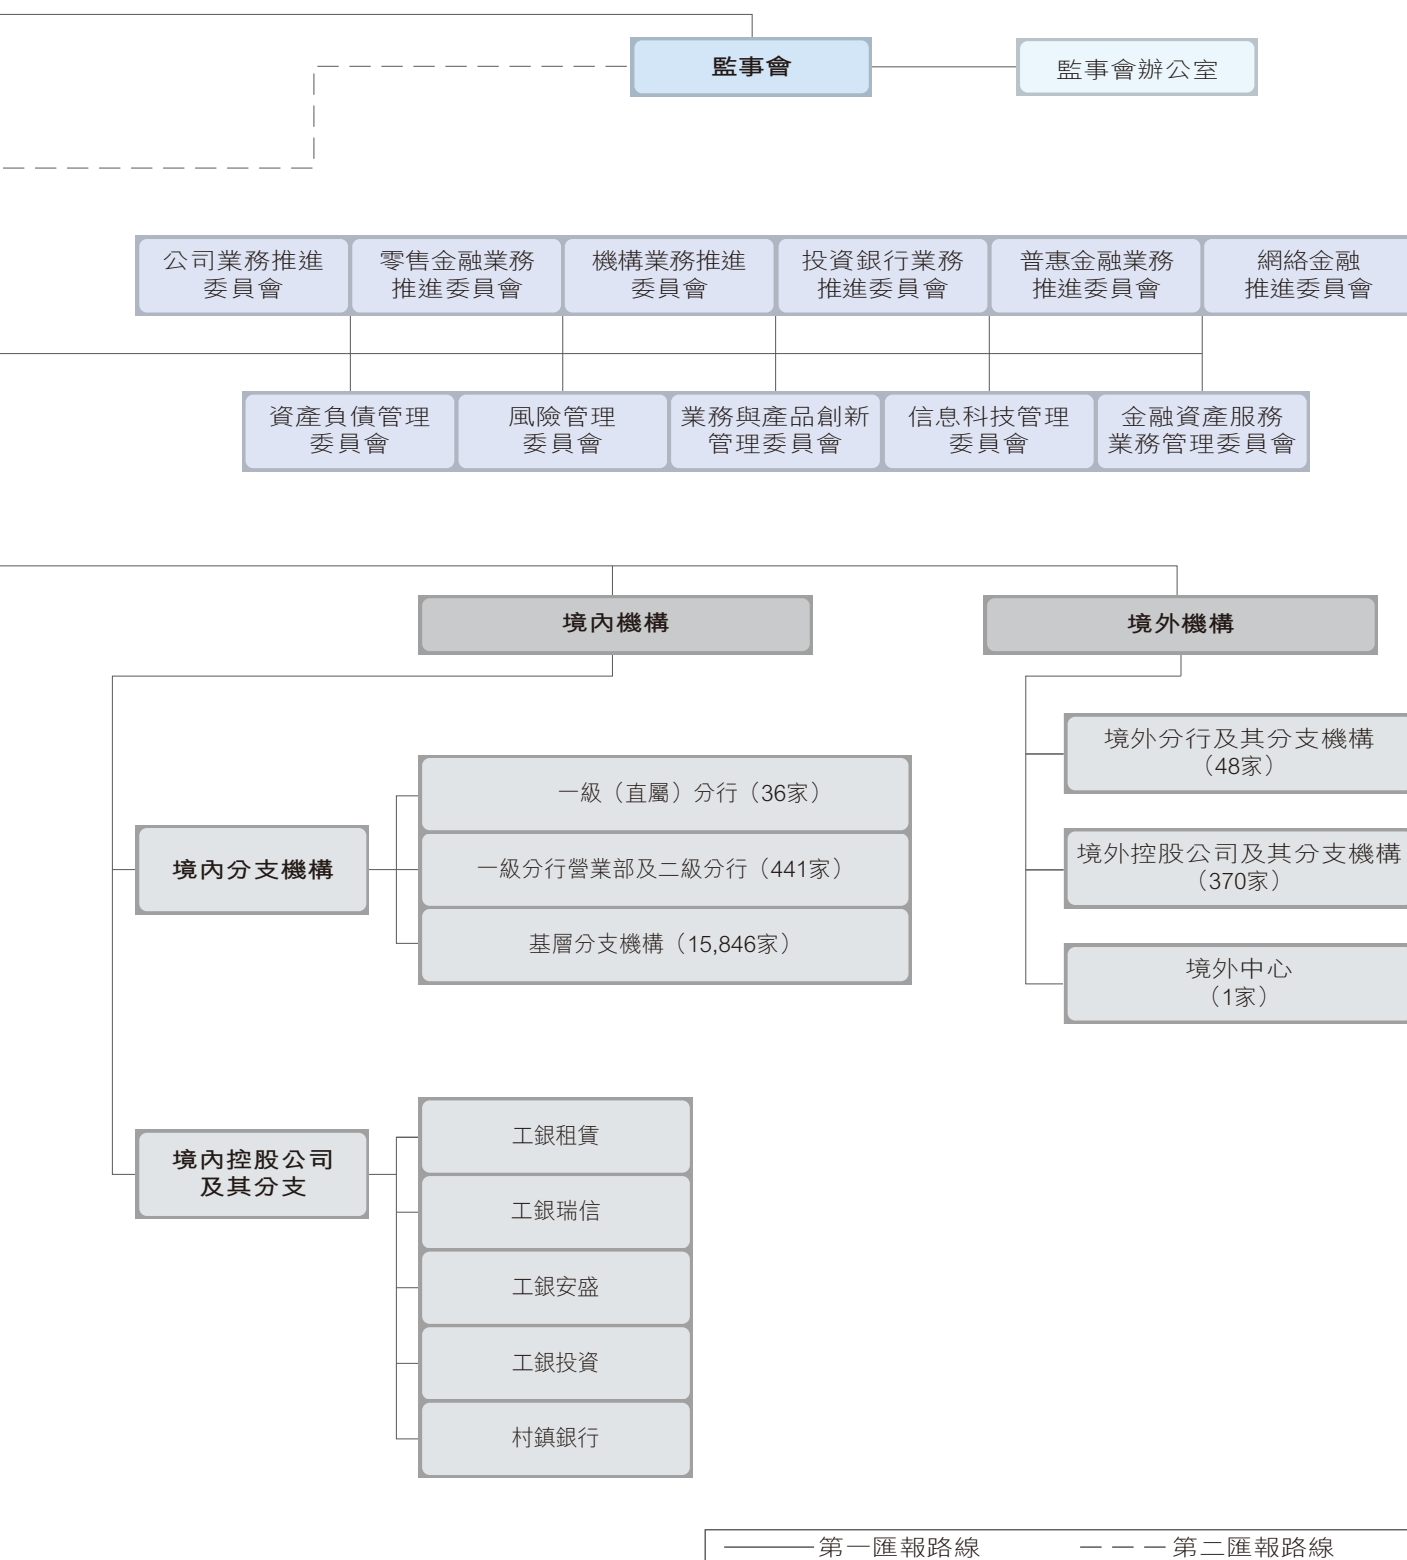 監事會
監事會辦公室
公司業務推進
委員會
零售金融業務
推進委員會
機構業務推進
委員會
投資銀行業務
推進委員會
普惠金融業務
推進委員會
網絡金融
推進委員會
資產負債管理
委員會
風險管理
委員會
業務與產品創新
管理委員會
信息科技管理
委員會
金融資產服務
業務管理委員會
境內機構
境外機構
境內分支機構
一級（直屬）分行（36家）
一級分行營業部及二級分行（441家）
基層分支機構（15,846家）
境外分行及其分支機構
（48家）
境外控股公司及其分支機構
（370家）
境外中心
（1家）
境內控股公司
及其分支
工銀租賃
工銀瑞信
工銀安盛
工銀投資
村鎮銀行
第一匯報路線
第二匯報路線